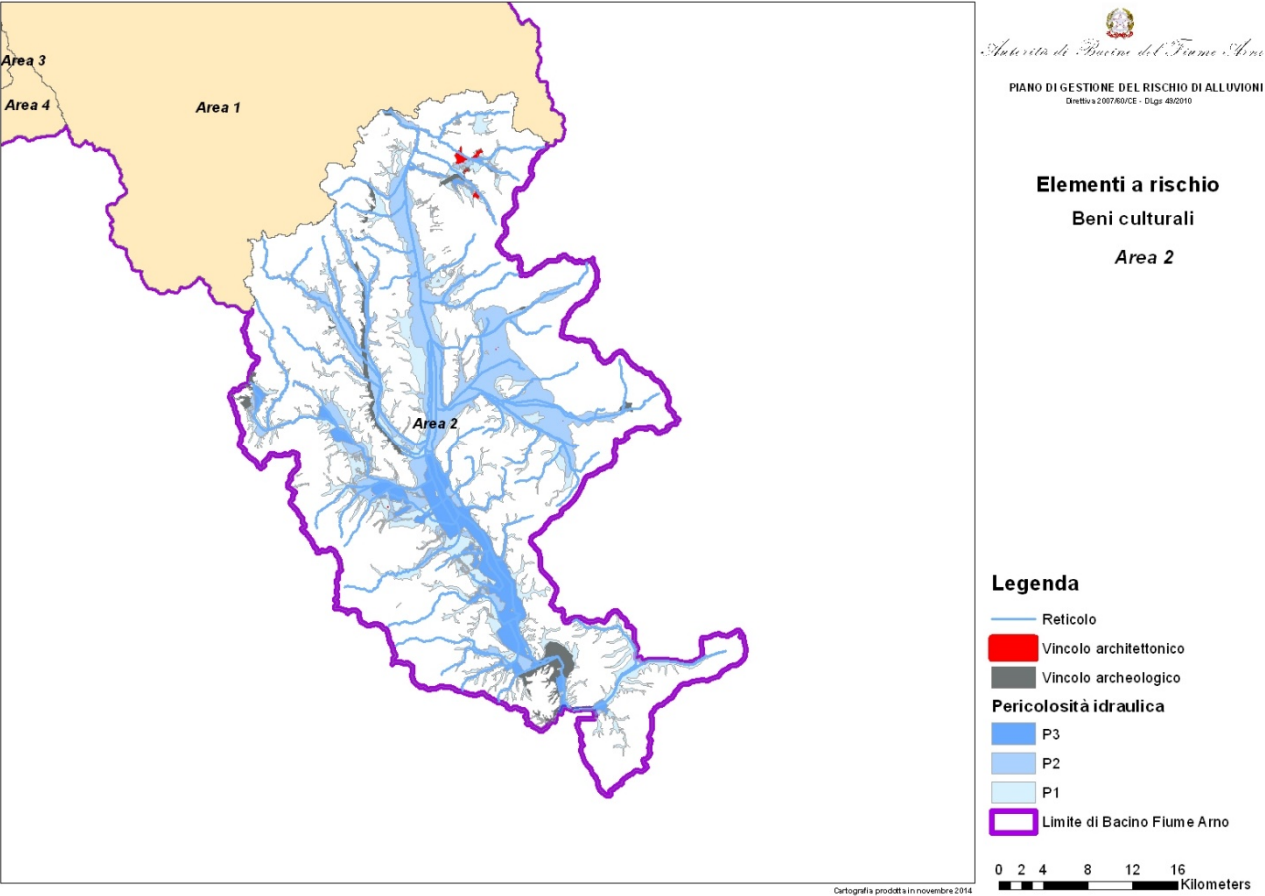 Area 3
Area 4
Area 1
Area 2
Autorità di Bacino del Fiume Arno
PIANO DI GESTIONE DEL RISCHIO DI ALLUVIONI
Direttiva 2007/60/CE - DLgs 49/2010
Elementi a rischio
Beni culturali
Area 2
Legenda
Reticolo
Vincolo architettonico
Vincolo archeologico
Pericolosità idraulica
P3
P2
P1
Limite di Bacino Fiume Arno
0 2 4 8 12 16
Kilometers
Cartografia prodotta in novembre 2014